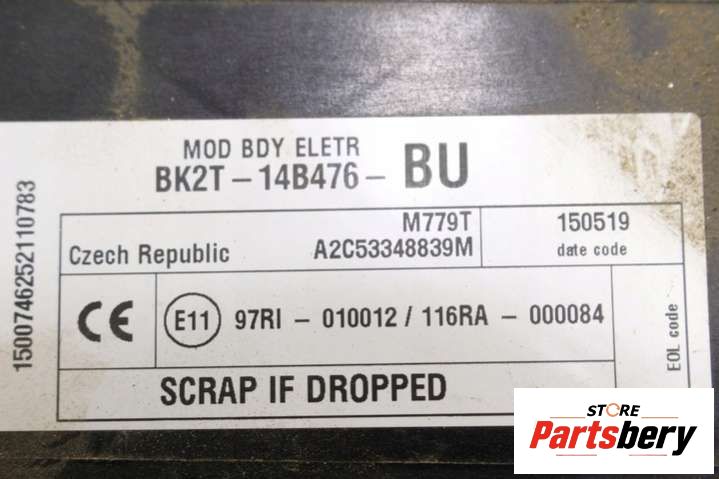 MOD BDY ELETR
BK2T-14B476- BU
1500746252110783
M779T
Czech Republic A2C53348839M
150519
date code
CE
E11 97RI - 010012 / 116RA - 000084
EOL code
SCRAP IF DROPPED
STORE
Partsbery